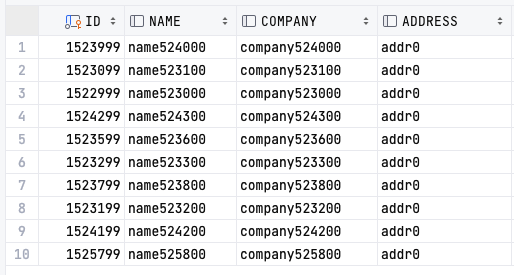 ID NAME COMPANY ADDRESS
1 1523999 name524000 company524000 addr0
2 1523099 name523100 company523100 addr0
3 1522999 name523000 company523000 addr0
4 1524299 name524300 company524300 addr0
5 1523599 name523600 company523600 addr0
6 1523299 name523300 company523300 addr0
7 1523799 name523800 company523800 addr0
8 1523199 name523200 company523200 addr0
9 1524199 name524200 company524200 addr0
10 1525799 name525800 company525800 addr0